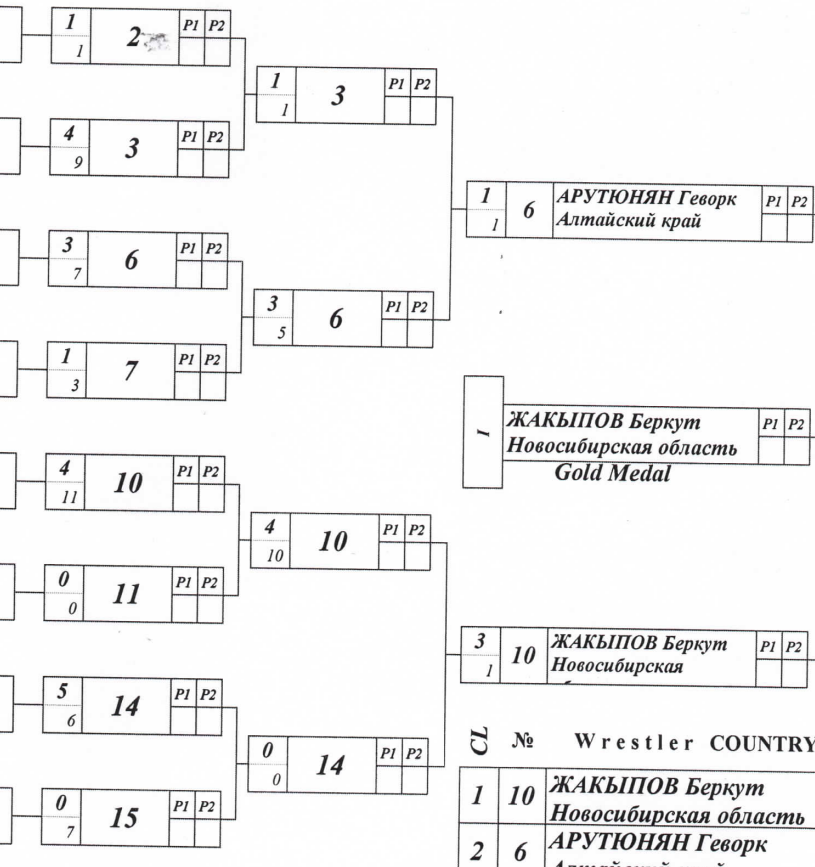 1 2 P1 P2
1
1 3 P1 P2
1
4 3 P1 P2
9
1 6 АРУТЮНЯН Геворк P1 P2
1 Алтайский край
3 6 P1 P2
7
3 6 P1 P2
5
1 7 P1 P2
3
I ЖАКЫПОВ Беркут P1 P2
Новосибирская область
Gold Medal
4 10 P1 P2
11
4 10 P1 P2
10
0 11 P1 P2
0
3 10 ЖАКЫПОВ Беркут P1 P2
1 Новосибирская
5 14 P1 P2
6
0 14 P1 P2
0
0 15 P1 P2
7
CL № Wrestler COUNTRY
1 10 ЖАКЫПОВ Беркут
Новосибирская область
2 6 АРУТЮНЯН Геворк